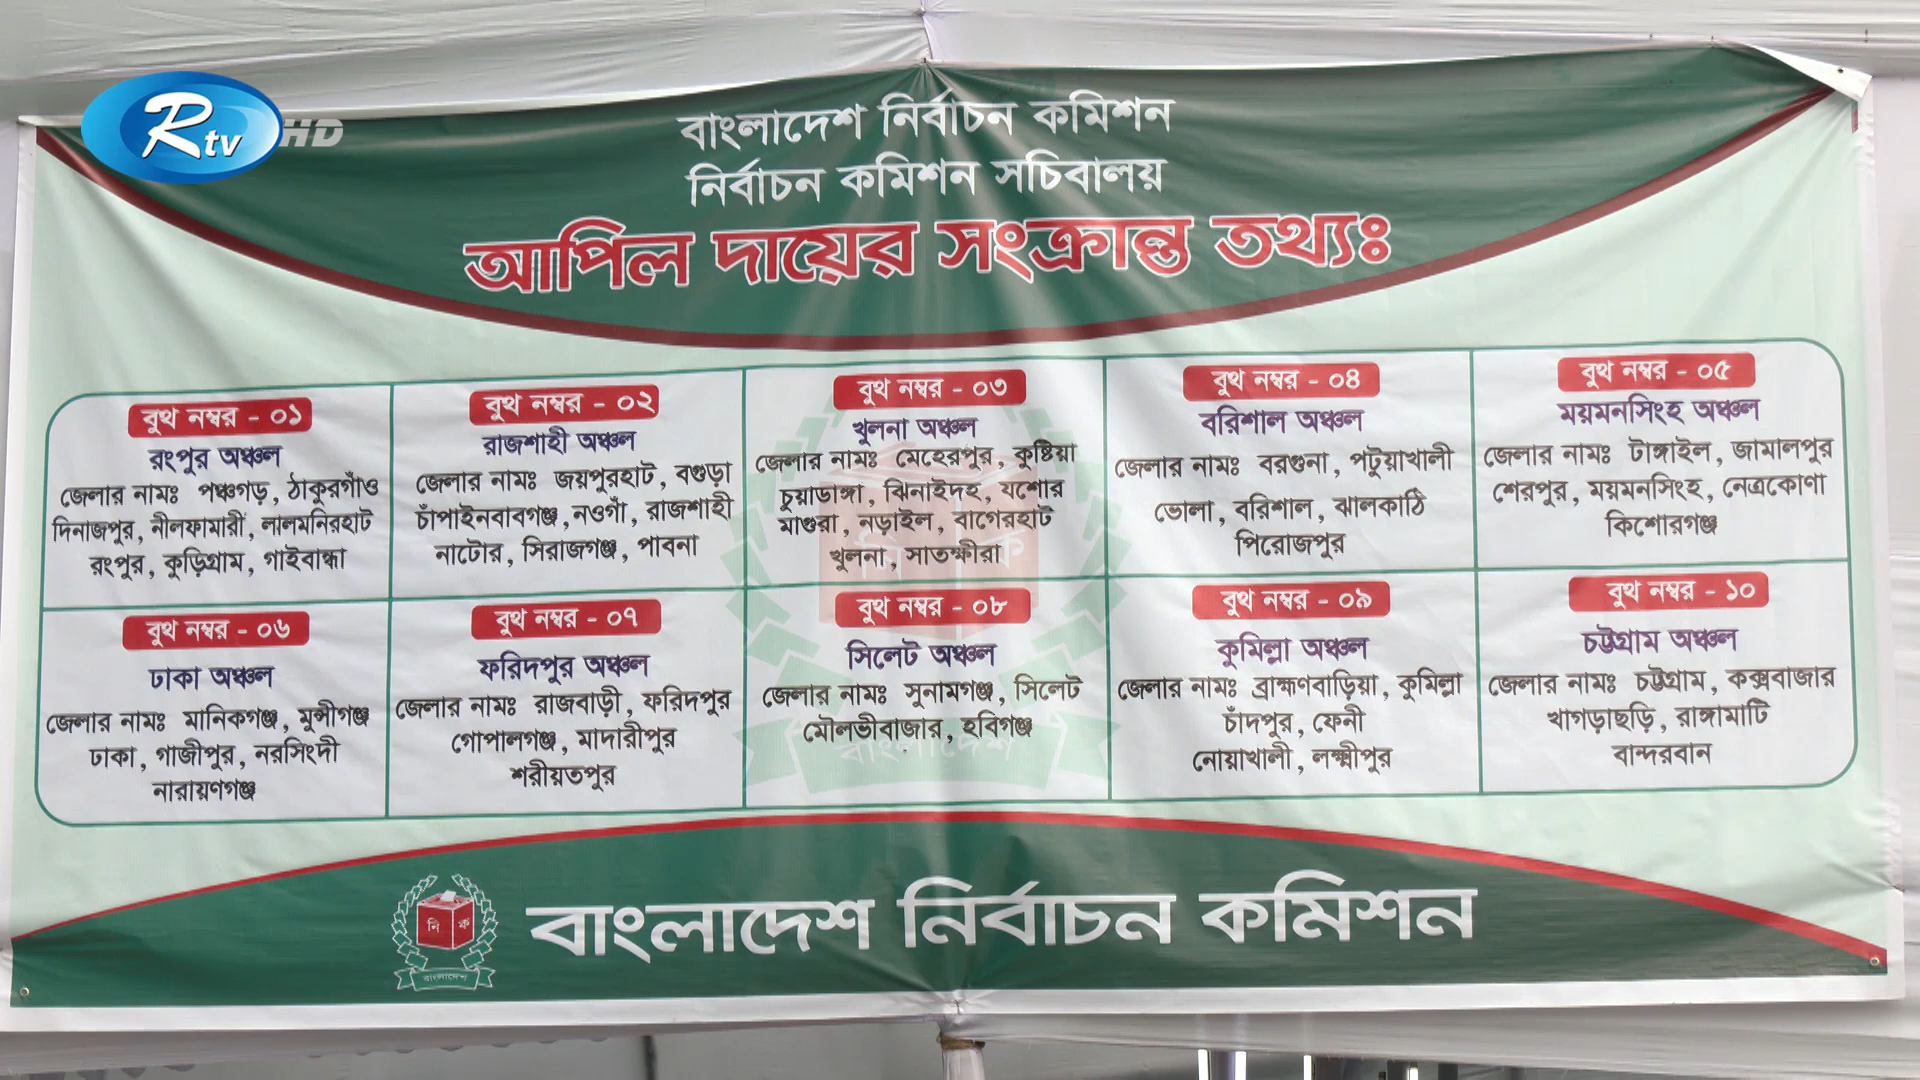 Rtv HD
বাংলাদেশ নির্বাচন কমিশন
নির্বাচন কমিশন সচিবালয়
আপিল দায়ের সংক্রান্ত তথ্যঃ
বুথ নম্বর - ০১
রংপুর অঞ্চল
জেলার নামঃ পঞ্চগড়, ঠাকুরগাঁও
দিনাজপুর, নীলফামারী, লালমনিরহাট
রংপুর, কুড়িগ্রাম, গাইবান্ধা
বুথ নম্বর - ০২
রাজশাহী অঞ্চল
জেলার নামঃ জয়পুরহাট, বগুড়া
চাঁপাইনবাবগঞ্জ, নওগাঁ, রাজশাহী
নাটোর, সিরাজগঞ্জ, পাবনা
বুথ নম্বর - ০৩
খুলনা অঞ্চল
জেলার নামঃ মেহেরপুর, কুষ্টিয়া
চুয়াডাঙ্গা, ঝিনাইদহ, যশোর
মাগুরা, নড়াইল, বাগেরহাট
খুলনা, সাতক্ষীরা
বুথ নম্বর - ০৪
বরিশাল অঞ্চল
জেলার নামঃ বরগুনা, পটুয়াখালী
ভোলা, বরিশাল, ঝালকাঠি
পিরোজপুর
বুথ নম্বর - ০৫
ময়মনসিংহ অঞ্চল
জেলার নামঃ টাঙ্গাইল, জামালপুর
শেরপুর, ময়মনসিংহ, নেত্রকোণা
কিশোরগঞ্জ
বুথ নম্বর - ০৬
ঢাকা অঞ্চল
জেলার নামঃ মানিকগঞ্জ, মুন্সীগঞ্জ
ঢাকা, গাজীপুর, নরসিংদী
নারায়ণগঞ্জ
বুথ নম্বর - ০৭
ফরিদপুর অঞ্চল
জেলার নামঃ রাজবাড়ী, ফরিদপুর
গোপালগঞ্জ, মাদারীপুর
শরীয়তপুর
বুথ নম্বর - ০৮
সিলেট অঞ্চল
জেলার নামঃ সুনামগঞ্জ, সিলেট
মৌলভীবাজার, হবিগঞ্জ
বুথ নম্বর - ০৯
কুমিল্লা অঞ্চল
জেলার নামঃ ব্রাহ্মণবাড়িয়া, কুমিল্লা
চাঁদপুর, ফেনী
নোয়াখালী, লক্ষ্মীপুর
বুথ নম্বর - ১০
চট্টগ্রাম অঞ্চল
জেলার নামঃ চট্টগ্রাম, কক্সবাজার
খাগড়াছড়ি, রাঙ্গামাটি
বান্দরবান
নি ক
বাংলাদেশ
নি ক
বাংলাদেশ
বাংলাদেশ নির্বাচন কমিশন